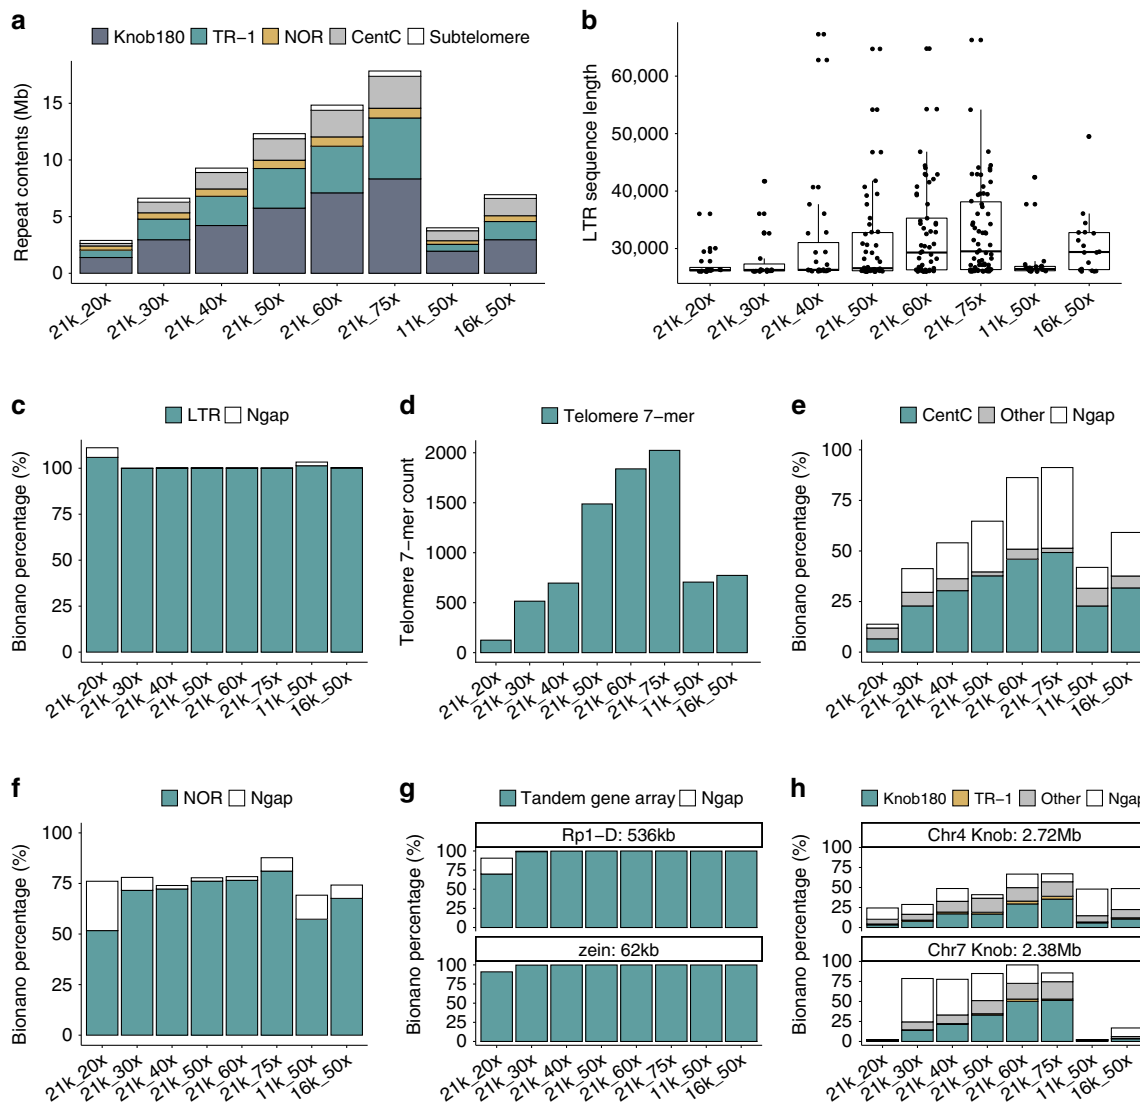 a
Knob180 TR−1 NOR CentC Subtelomere
Repeat contents (Mb)
15
10
5
0
21k_20x 21k_30x 21k_40x 21k_50x 21k_60x 21k_75x 11k_50x 16k_50x
b
LTR sequence length
60,000
50,000
40,000
30,000
21k_20x 21k_30x 21k_40x 21k_50x 21k_60x 21k_75x 11k_50x 16k_50x
c
LTR Ngap
Bionano percentage (%)
100
75
50
25
0
21k_20x 21k_30x 21k_40x 21k_50x 21k_60x 21k_75x 11k_50x 16k_50x
d
Telomere 7−mer
Telomere 7−mer count
2000
1500
1000
500
0
21k_20x 21k_30x 21k_40x 21k_50x 21k_60x 21k_75x 11k_50x 16k_50x
e
CentC Other Ngap
Bionano percentage (%)
100
75
50
25
0
21k_20x 21k_30x 21k_40x 21k_50x 21k_60x 21k_75x 11k_50x 16k_50x
f
NOR Ngap
Bionano percentage (%)
100
75
50
25
0
21k_20x 21k_30x 21k_40x 21k_50x 21k_60x 21k_75x 11k_50x 16k_50x
g
Tandem gene array Ngap
Bionano percentage (%)
Rp1−D: 536kb
100
75
50
25
0
zein: 62kb
100
75
50
25
0
21k_20x 21k_30x 21k_40x 21k_50x 21k_60x 21k_75x 11k_50x 16k_50x
h
Knob180 TR−1 Other Ngap
Bionano percentage (%)
Chr4 Knob: 2.72Mb
100
75
50
25
0
Chr7 Knob: 2.38Mb
100
75
50
25
0
21k_20x 21k_30x 21k_40x 21k_50x 21k_60x 21k_75x 11k_50x 16k_50x